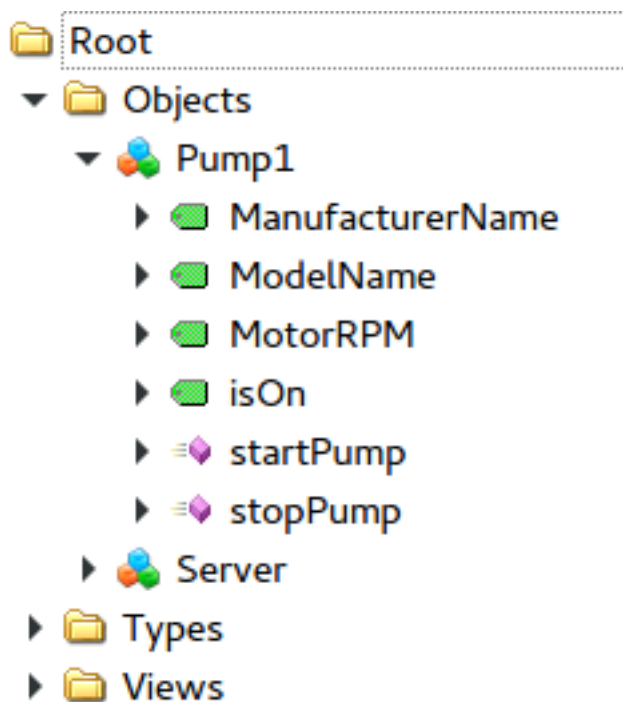 Root
Objects
Pump1
ManufacturerName
ModelName
MotorRPM
isOn
startPump
stopPump
Server
Types
Views